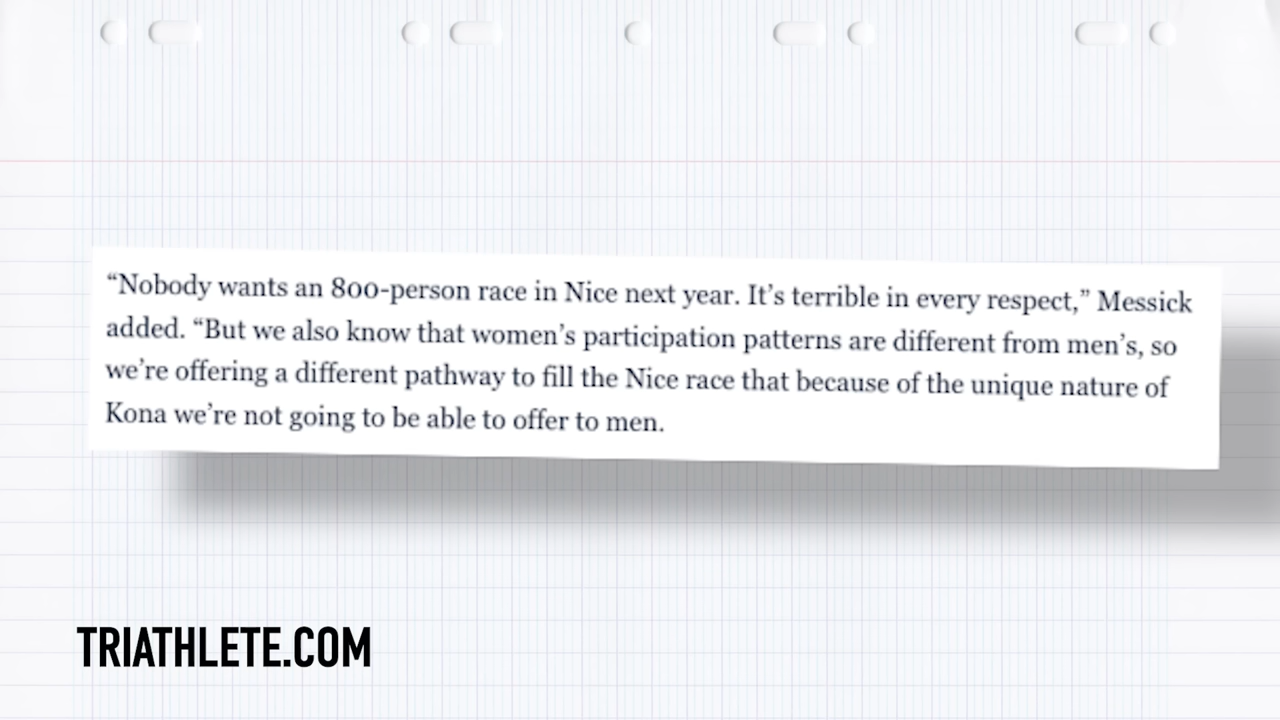 “Nobody wants an 800-person race in Nice next year. It’s terrible in every respect,” Messick
added. “But we also know that women’s participation patterns are different from men’s, so
we’re offering a different pathway to fill the Nice race that because of the unique nature of
Kona we’re not going to be able to offer to men.
TRIATHLETE.COM